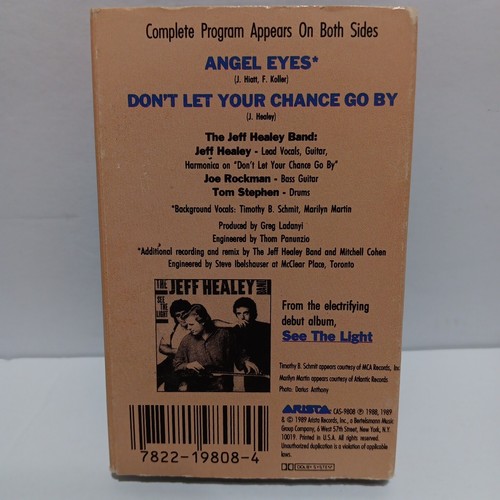 Complete Program Appears On Both Sides
ANGEL EYES*
(J. Hiatt, F. Koller)
DON'T LET YOUR CHANCE GO BY
(J. Healey)
The Jeff Healey Band:
Jeff Healey - Lead Vocals, Guitar,
Harmonica on "Don't Let Your Chance Go By"
Joe Rockman - Bass Guitar
Tom Stephen - Drums
*Background Vocals: Timothy B. Schmit, Marilyn Martin
Produced by Greg Ladanyi
Engineered by Thom Panunzio
*Additional recording and remix by The Jeff Healey Band and Mitchell Cohen
Engineered by Steve Ibelshauser at McClear Place, Toronto
THE JEFF HEALEY BAND
SEE THE LIGHT
From the electrifying
debut album,
See The Light
Timothy B. Schmit appears courtesy of MCA Records, Inc
Marilyn Martin appears courtesy of Atlantic Records
Photo: Darius Anthony
ARISTA CAS-9808 ℗ 1988, 1989
& © 1989 Arista Records, Inc., a Bertelsmann Music
Group Company, 6 West 57th Street, New York, N.Y.
10019. Printed in U.S.A. All Rights Reserved.
Unauthorized duplication is a violation of applicable
laws.
DOLBY SYSTEM
7822-19808-4